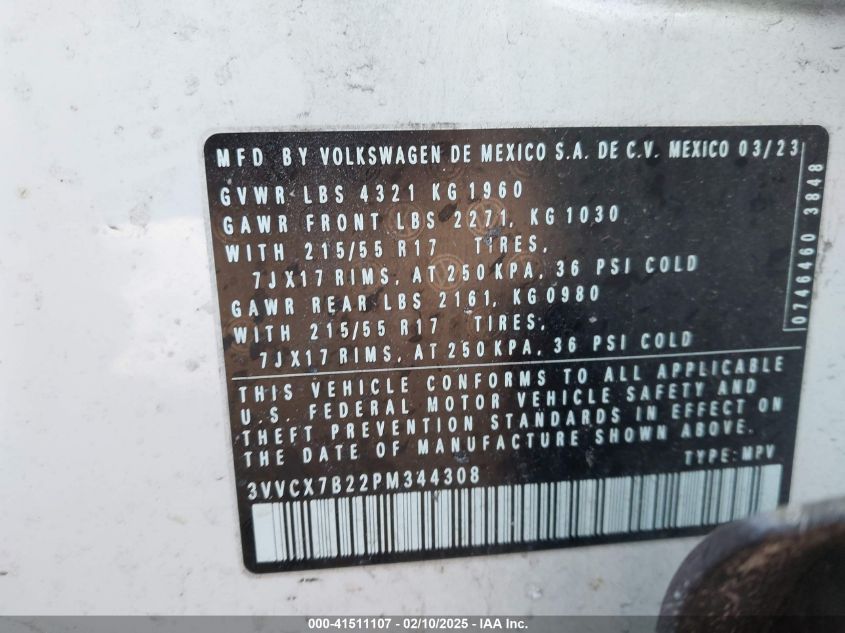 MFD BY VOLKSWAGEN DE MEXICO S.A. DE C.V. MEXICO 03/23
GVWR LBS 4321 KG 1960
GAWR FRONT LBS 2271, KG 1030
WITH 215/55 R17 TIRES,
7JX17 RIMS, AT 250 KPA, 36 PSI COLD
GAWR REAR LBS 2161, KG 0980
WITH 215/55 R17 TIRES,
7JX17 RIMS, AT 250 KPA, 36 PSI COLD
THIS VEHICLE CONFORMS TO ALL APPLICABLE
U.S. FEDERAL MOTOR VEHICLE SAFETY AND
THEFT PREVENTION STANDARDS IN EFFECT ON
THE DATE OF MANUFACTURE SHOWN ABOVE.
TYPE: MPV
3VVCX7B22PM344308
0746460 3848
000-41511107 - 02/10/2025 - IAA Inc.